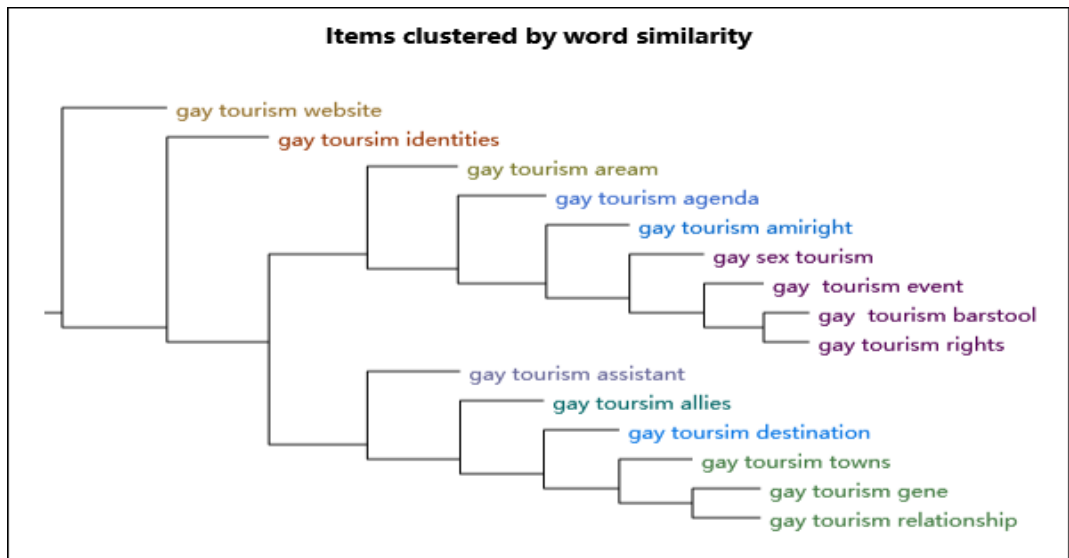 Items clustered by word similarity
gay tourism website
gay toursim identities
gay tourism aream
gay tourism agenda
gay tourism amiright
gay sex tourism
gay  tourism event
gay  tourism barstool
gay tourism rights
gay tourism assistant
gay toursim allies
gay toursim destination
gay toursim towns
gay tourism gene
gay tourism relationship